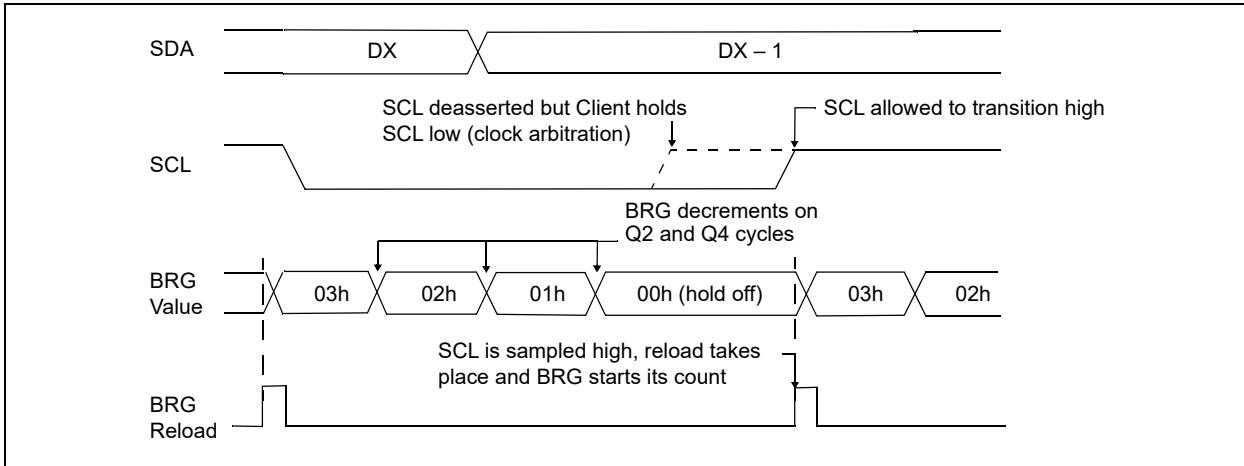 SDA
DX
DX – 1
SCL deasserted but Client holds
SCL low (clock arbitration)
SCL allowed to transition high
SCL
BRG decrements on
Q2 and Q4 cycles
BRG
Value
03h
02h
01h
00h (hold off)
03h
02h
SCL is sampled high, reload takes
place and BRG starts its count
BRG
Reload